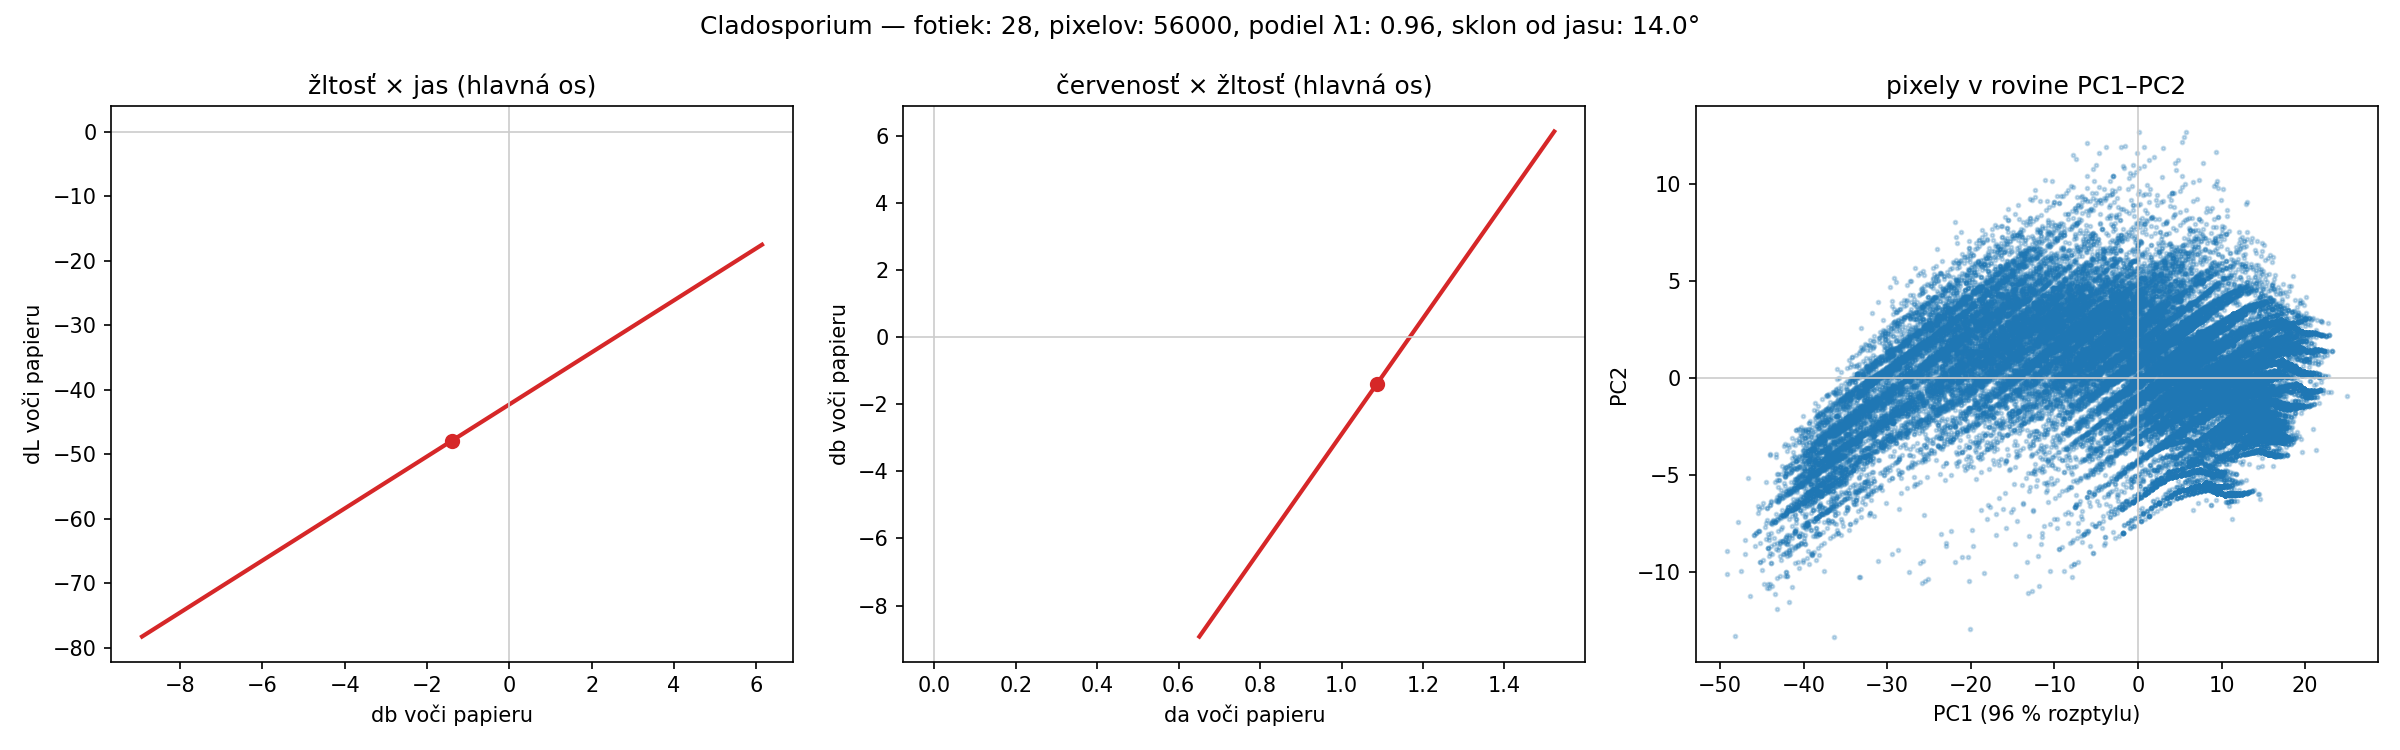 Cladosporium — fotiek: 28, pixelov: 56000, podiel λ1: 0.96, sklon od jasu: 14.0°
žltosť × jas (hlavná os)
dL voči papieru
0
−10
−20
−30
−40
−50
−60
−70
−80
−8 −6 −4 −2 0 2 4 6
db voči papieru
červenosť × žltosť (hlavná os)
db voči papieru
6
4
2
0
−2
−4
−6
−8
0.0 0.2 0.4 0.6 0.8 1.0 1.2 1.4
da voči papieru
pixely v rovine PC1–PC2
PC2
10
5
0
−5
−10
−50 −40 −30 −20 −10 0 10 20
PC1 (96 % rozptylu)